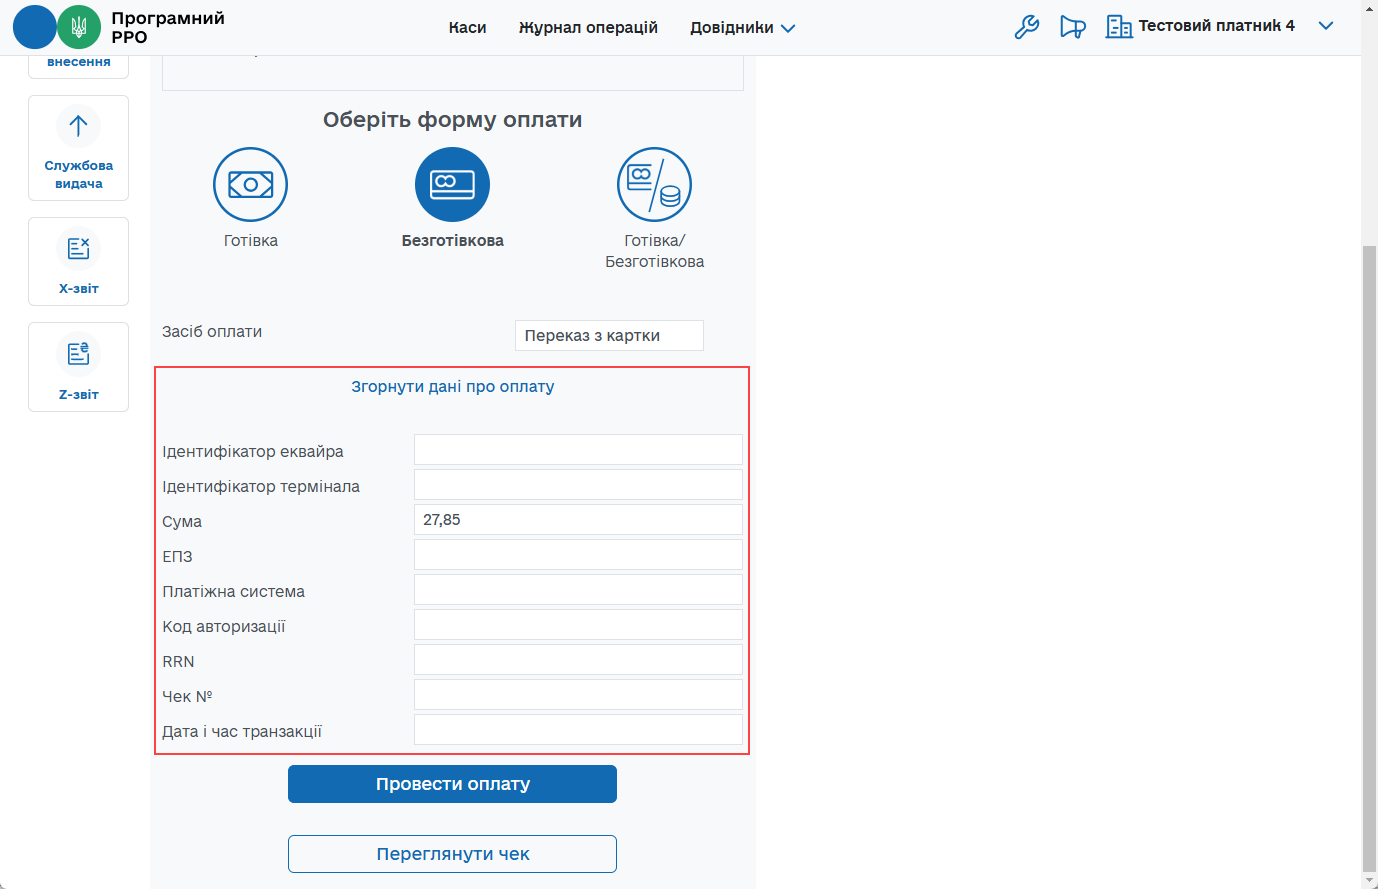 Програмний
РРО
Каси
Журнал операцій
Довідники
Тестовий платник 4
внесення
Службова
видача
X-звіт
Z-звіт
Оберіть форму оплати
Готівка
Безготівкова
Готівка/
Безготівкова
Засіб оплати
Переказ з картки
Згорнути дані про оплату
Ідентифікатор еквайра
Ідентифікатор термінала
Сума
27,85
ЕПЗ
Платіжна система
Код авторизації
RRN
Чек №
Дата і час транзакції
Провести оплату
Переглянути чек